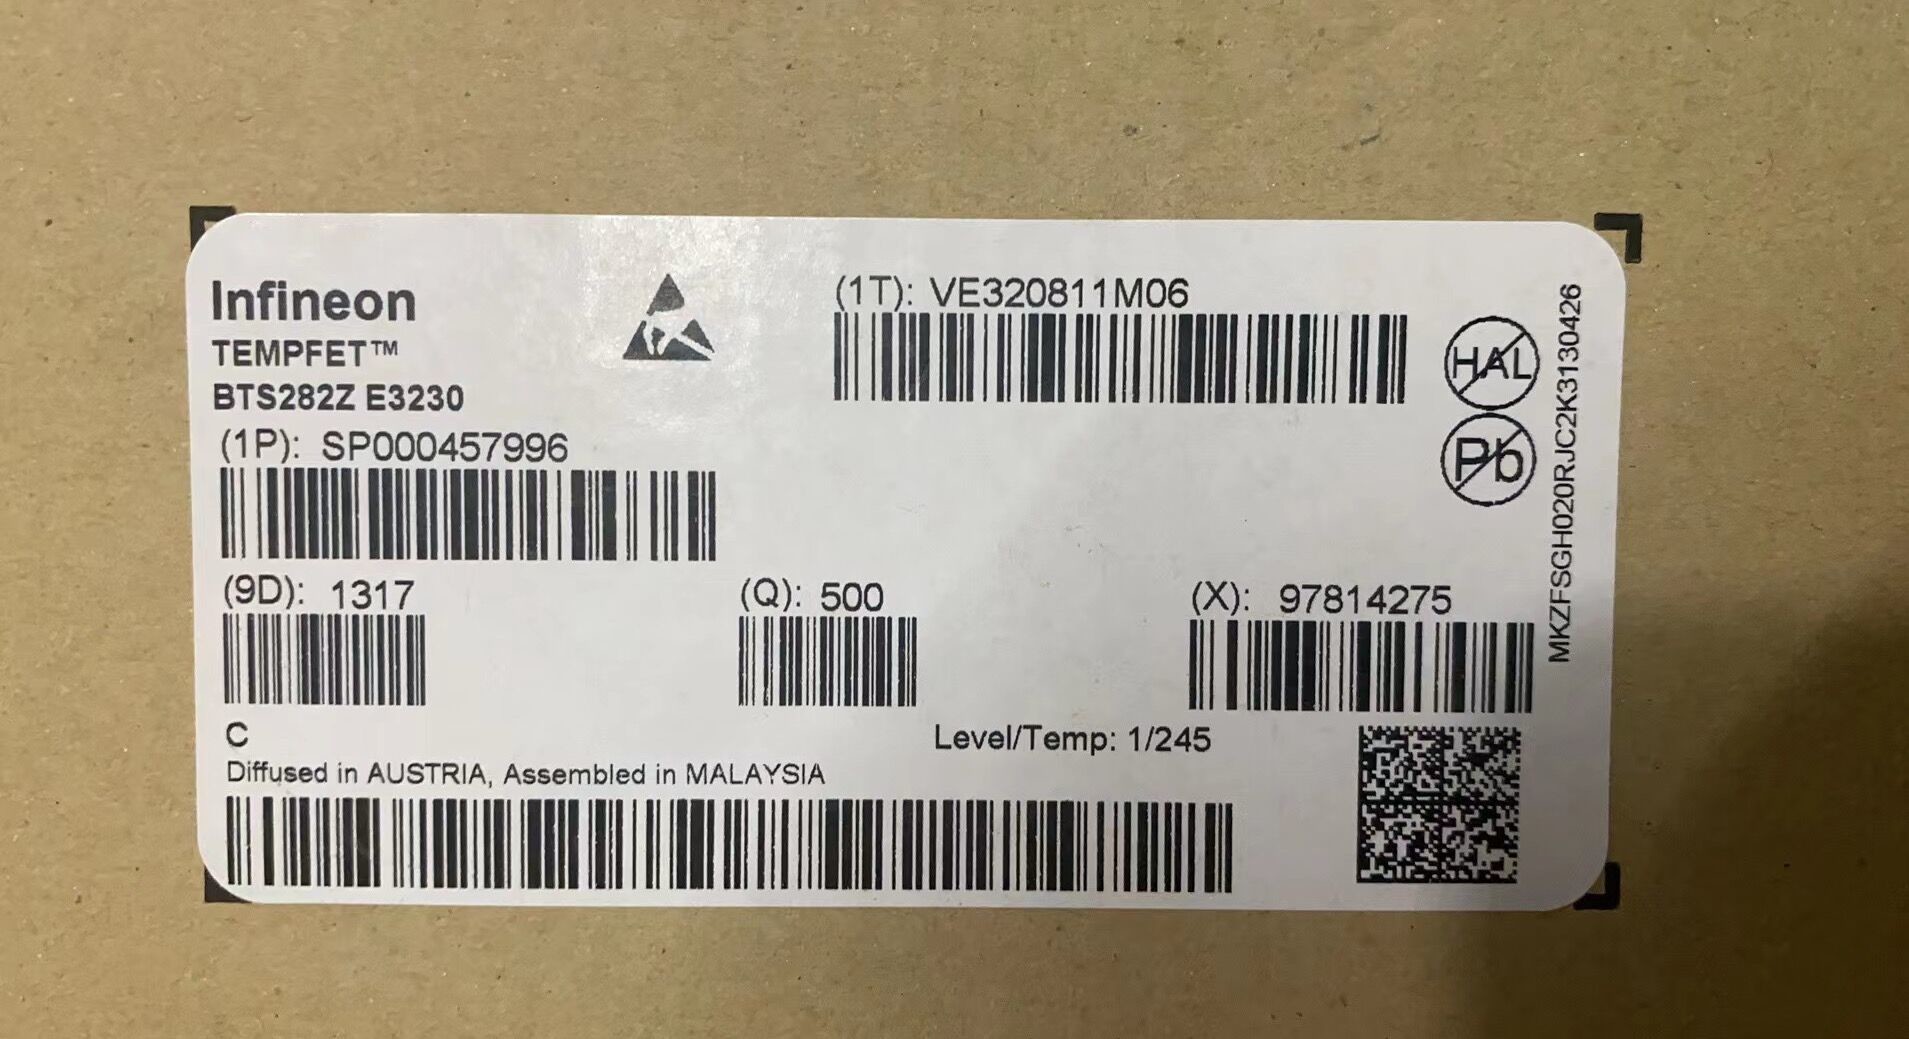 Infineon
TEMPFET™
BTS282Z E3230
(1P): SP000457996
(1T): VE320811M06
HAL
Pb
MKZFSGH020RJC2K3130426
(9D): 1317
(Q): 500
(X): 97814275
C
Level/Temp: 1/245
Diffused in AUSTRIA, Assembled in MALAYSIA